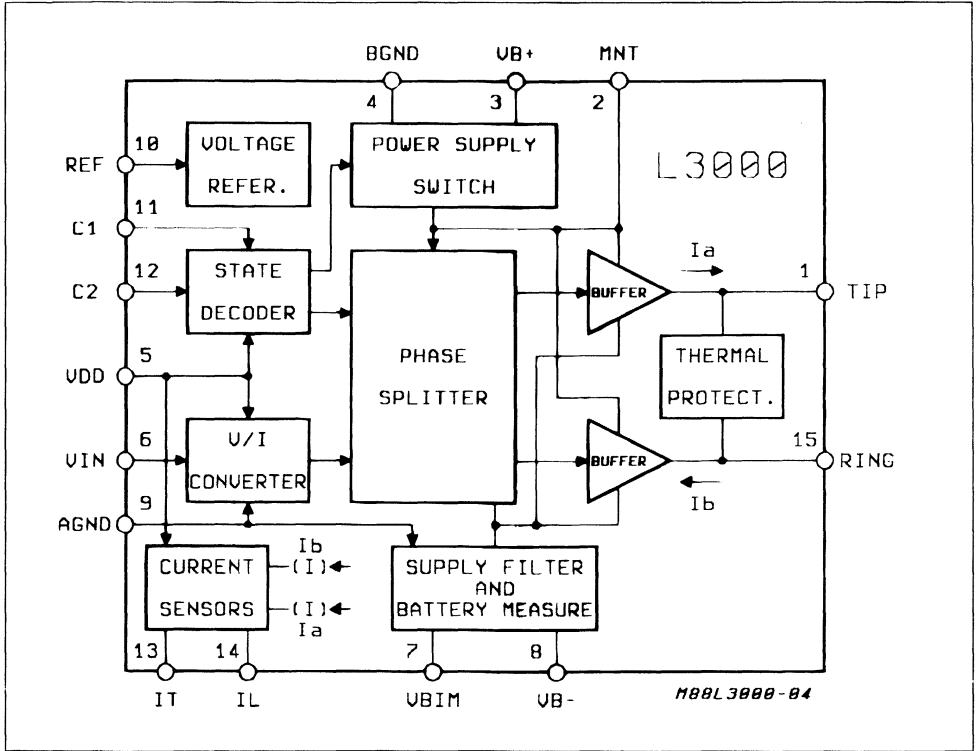 BGND VB+ MNT
4 3 2
10 VOLTAGE POWER SUPPLY
REF REFER. SWITCH L3000
11
C1
12 STATE Ia 1
C2 DECODER BUFFER TIP
5 PHASE THERMAL
VDD SPLITTER PROTECT.
6 V/I 15
VIN CONVERTER BUFFER RING
9 Ib
AGND
CURRENT Ib SUPPLY FILTER
(I) AND
SENSORS (I) BATTERY MEASURE
Ia
13 14 7 8
IT IL VBIM VB-
M88L3000-04